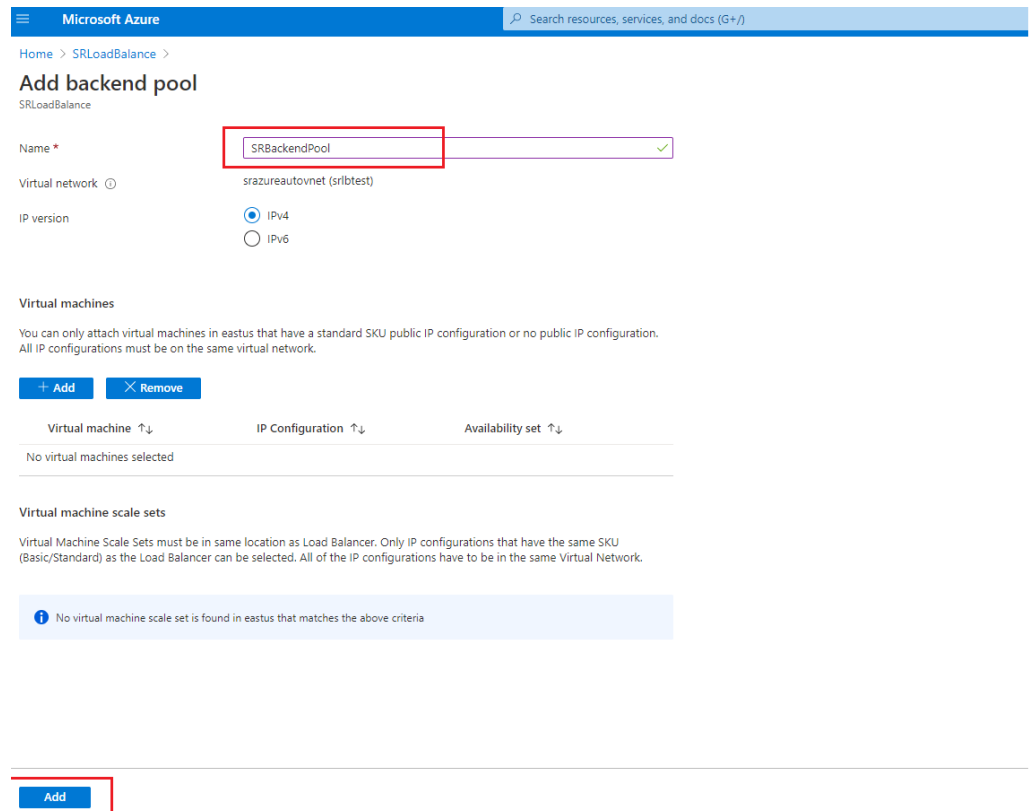 Microsoft Azure
Search resources, services, and docs (G+/)
Home > SRLoadBalance >
Add backend pool
SRLoadBalance
Name *
SRBackendPool
Virtual network
srazureautovnet (srlbtest)
IP version
IPv4
IPv6
Virtual machines
You can only attach virtual machines in eastus that have a standard SKU public IP configuration or no public IP configuration.
All IP configurations must be on the same virtual network.
+ Add
Remove
Virtual machine ↑↓ IP Configuration ↑↓ Availability set ↑↓
No virtual machines selected
Virtual machine scale sets
Virtual Machine Scale Sets must be in same location as Load Balancer. Only IP configurations that have the same SKU
(Basic/Standard) as the Load Balancer can be selected. All of the IP configurations have to be in the same Virtual Network.
No virtual machine scale set is found in eastus that matches the above criteria
Add